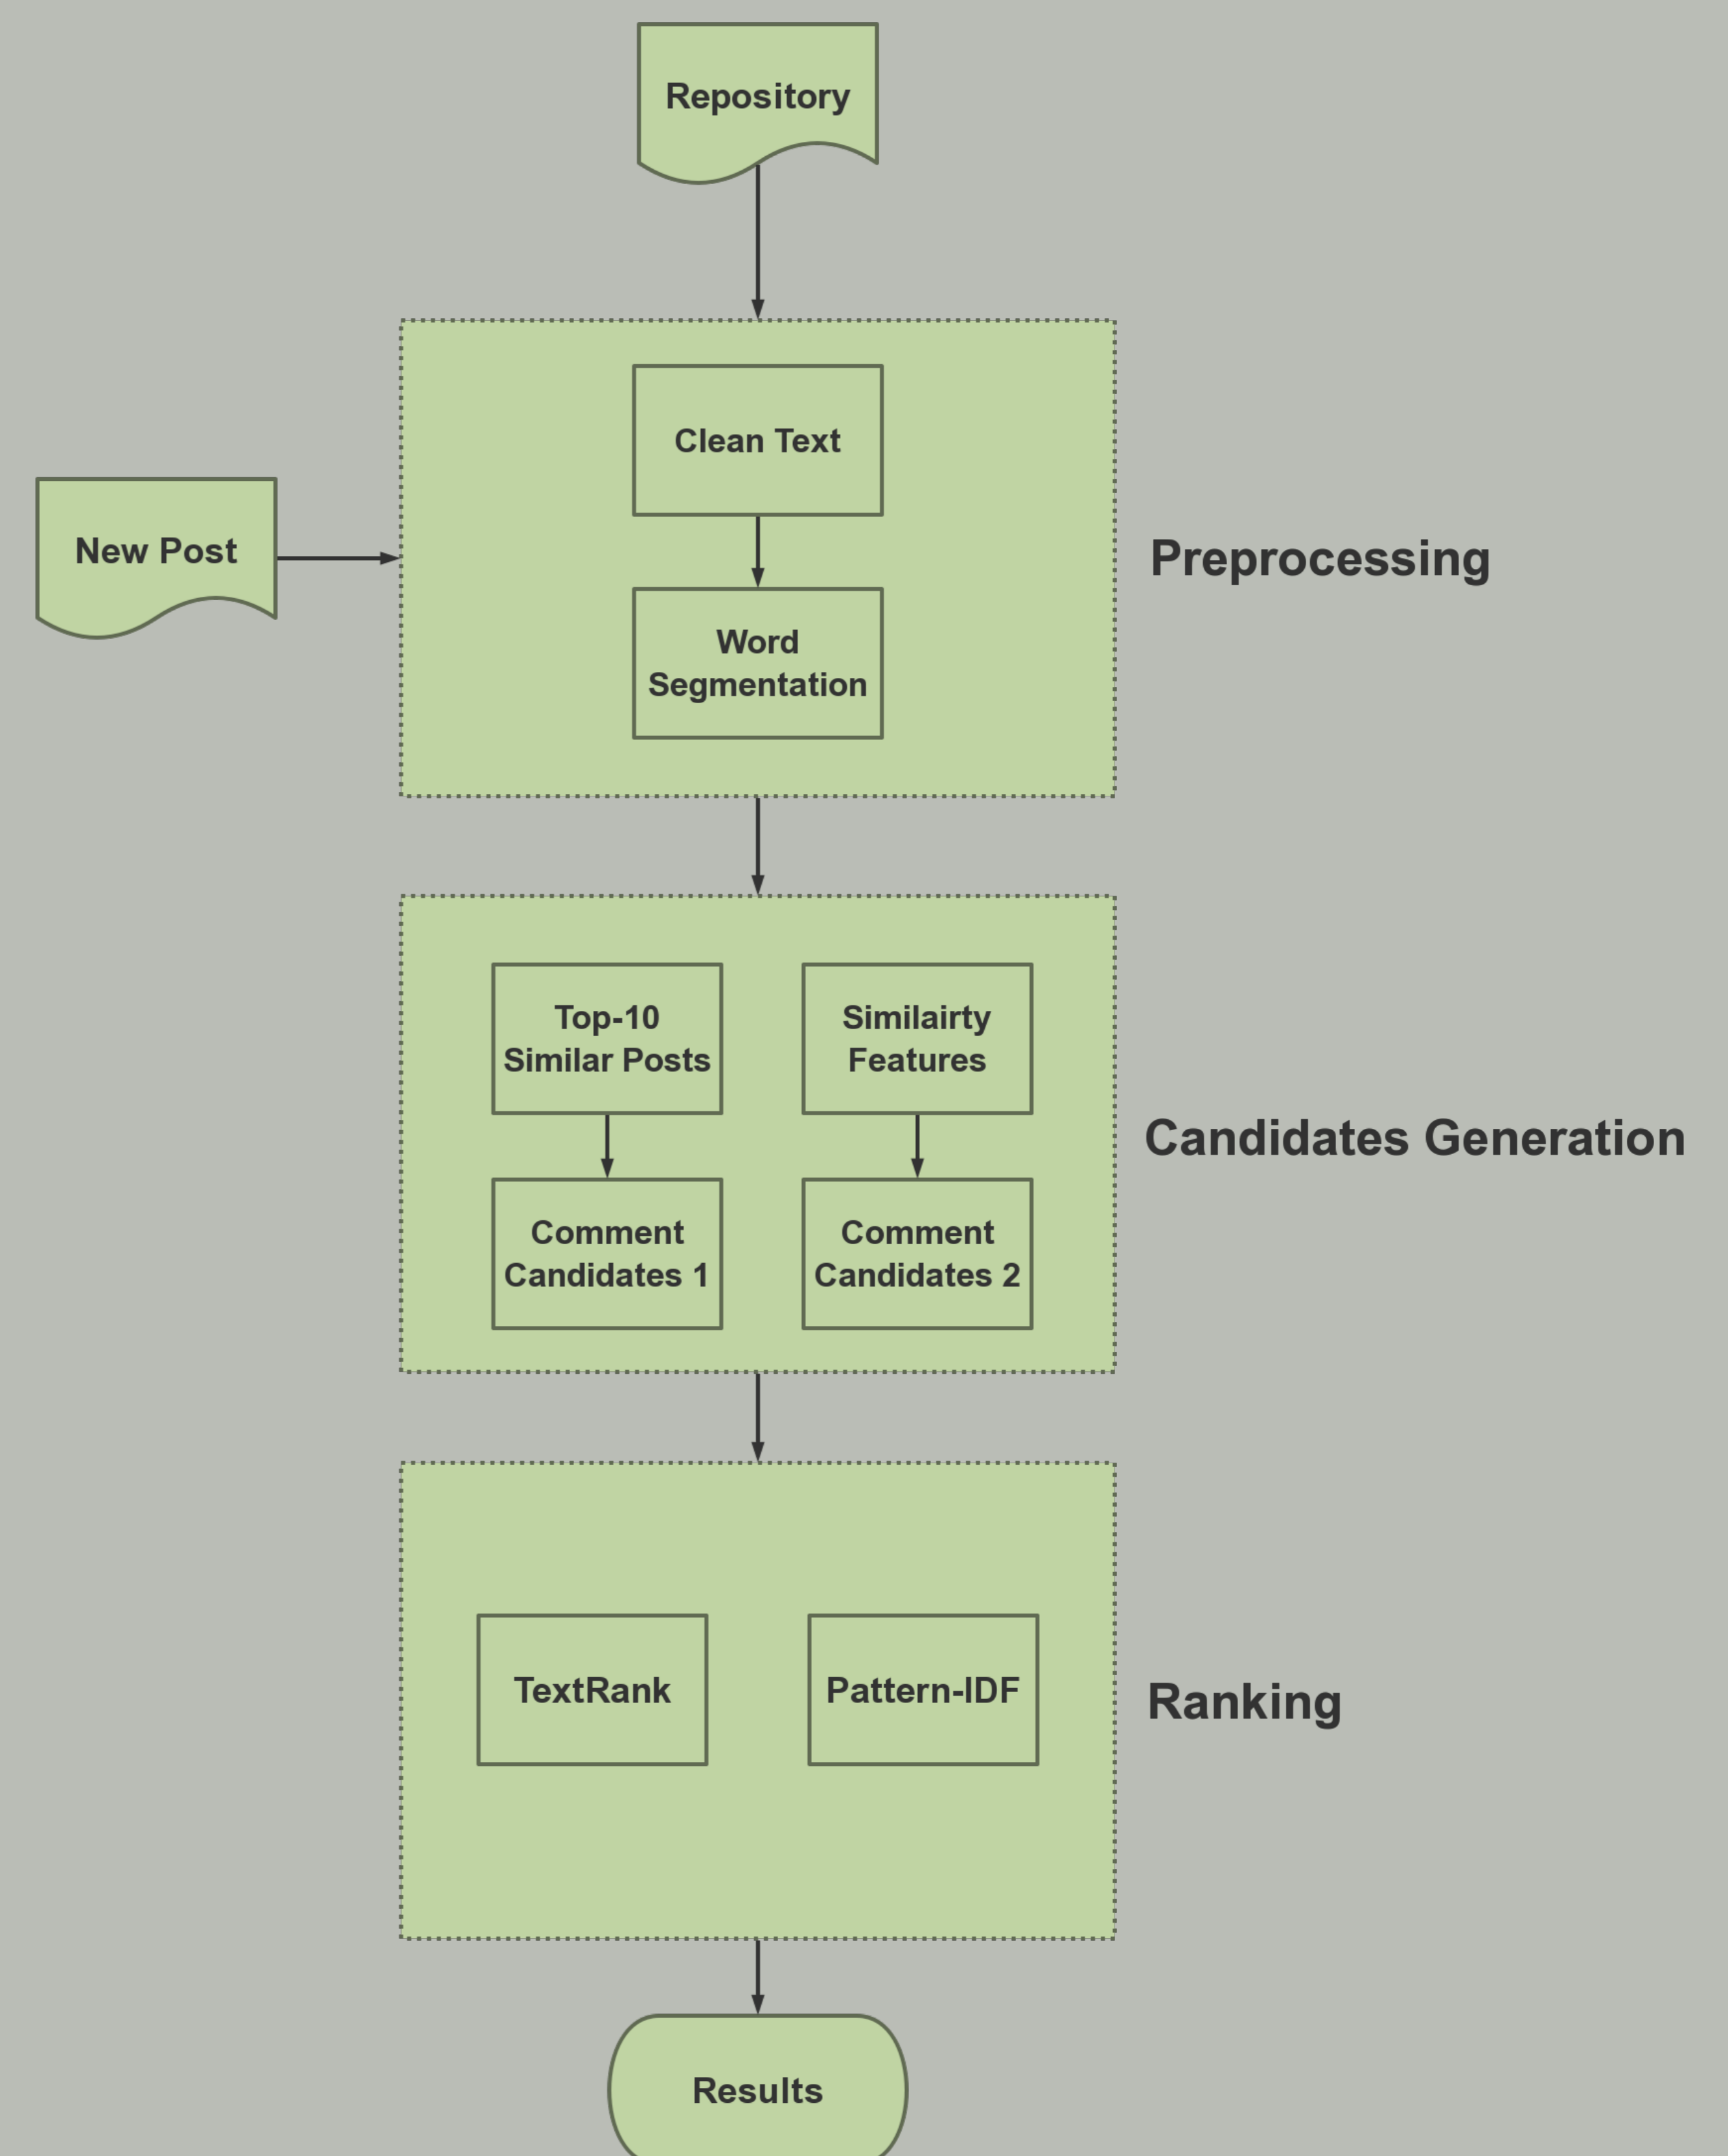 Repository
Clean Text
New Post
Word
Segmentation
Preprocessing
Top-10
Similar Posts
Similairty
Features
Comment
Candidates 1
Comment
Candidates 2
Candidates Generation
TextRank
Pattern-IDF
Ranking
Results